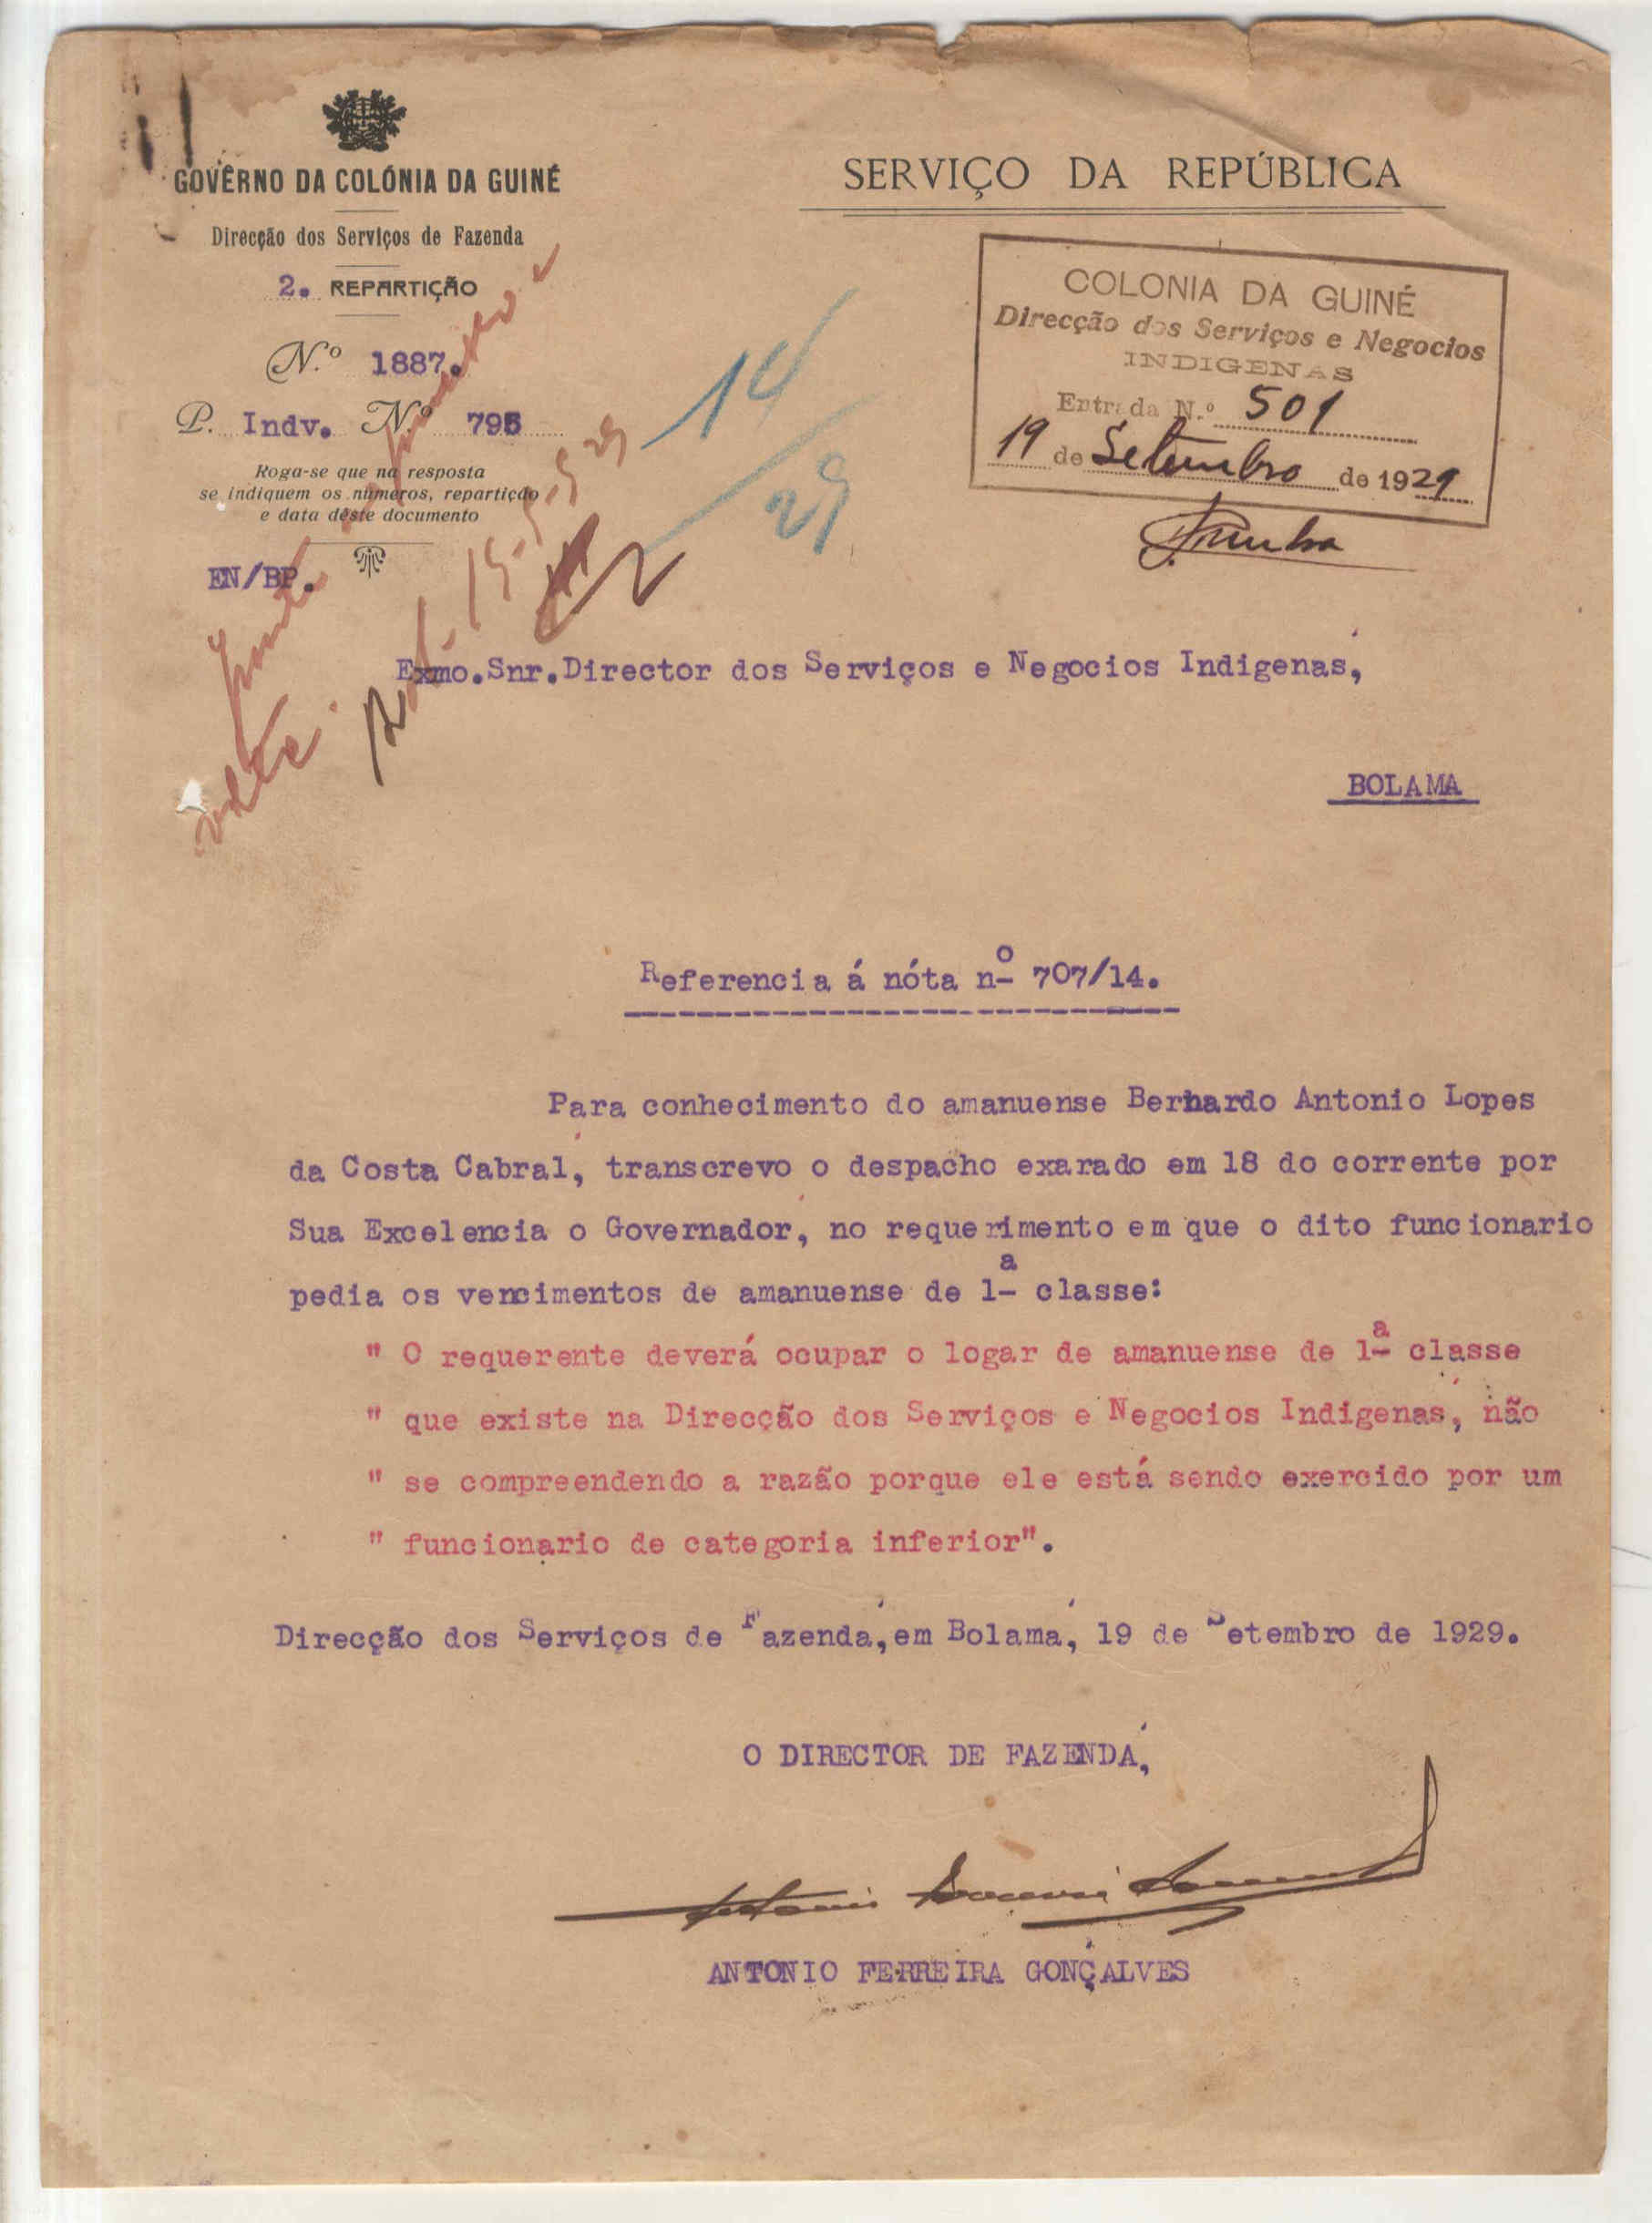 GOVÊRNO DA COLÓNIA DA GUINÉ
Direcção dos Serviços de Fazenda
2. REPARTIÇÃO
N.º 1887.
P. Indv. N.º 795
Roga-se que na resposta
se indiquem os números, repartição
e data dêste documento
EN/BP.
SERVIÇO DA REPÚBLICA
COLONIA DA GUINÉ
Direcção dos Serviços e Negocios
INDIGENAS
Entrada N.º 501
19 de Setembro de 1929
14
29
volte.
Exmo.Snr.Director dos Serviços e Negocios Indigenas,
BOLAMA
Referencia á nóta nº 707/14.
Para conhecimento do amanuense Bernardo Antonio Lopes
da Costa Cabral, transcrevo o despacho exarado em 18 do corrente por
Sua Excelencia o Governador, no requerimento em que o dito funcionario
pedia os vencimentos de amanuense de 1ª classe:
" O requerente deverá ocupar o logar de amanuense de 1ª classe
" que existe na Direcção dos Serviços e Negocios Indigenas, não
" se compreendendo a razão porque ele está sendo exercido por um
" funcionario de categoria inferior".
Direcção dos Serviços de Fazenda, em Bolama, 19 de Setembro de 1929.
O DIRECTOR DE FAZENDA,
ANTONIO FERREIRA GONÇALVES